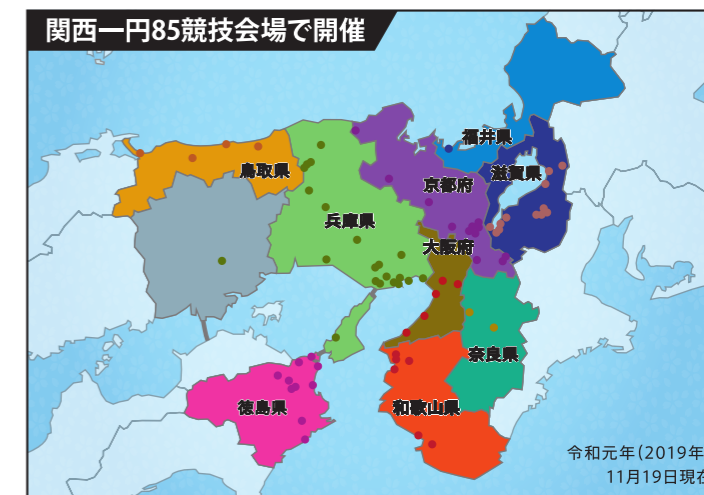 関西一円85競技会場で開催
福井県
鳥取県
滋賀県
京都府
兵庫県
大阪府
奈良県
徳島県
和歌山県
令和元年(2019年
11月19日現在